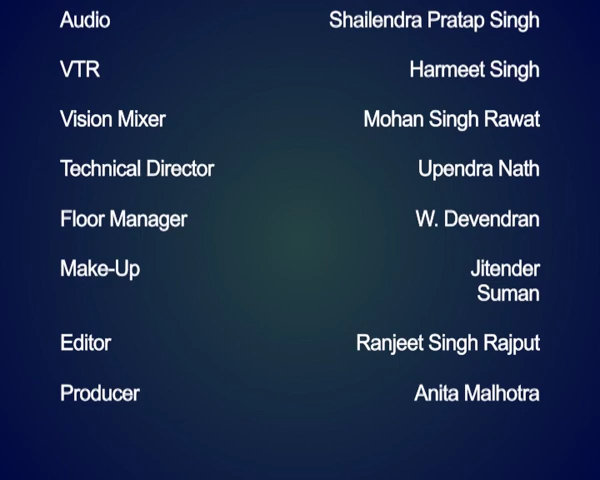 Audio Shailendra Pratap Singh
VTR Harmeet Singh
Vision Mixer Mohan Singh Rawat
Technical Director Upendra Nath
Floor Manager W. Devendran
Make-Up Jitender
Suman
Editor Ranjeet Singh Rajput
Producer Anita Malhotra